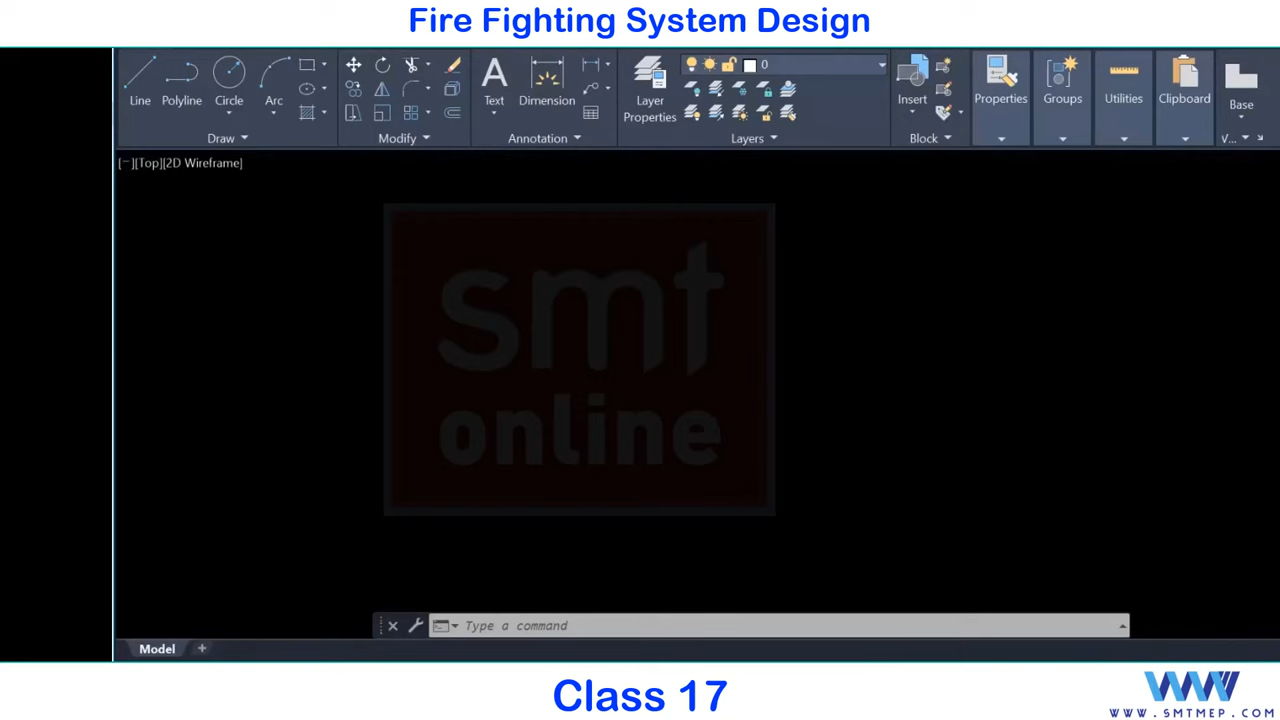 Fire Fighting System Design
Line
Polyline
Circle
Arc
Draw
Modify
Text
Dimension
Annotation
Layer
Properties
0
Layers
Insert
Block
Properties
Groups
Utilities
Clipboard
Base
V...
[−][Top][2D Wireframe]
smt
online
Type a command
Model
Class 17
WWW.SMTMEP.COM